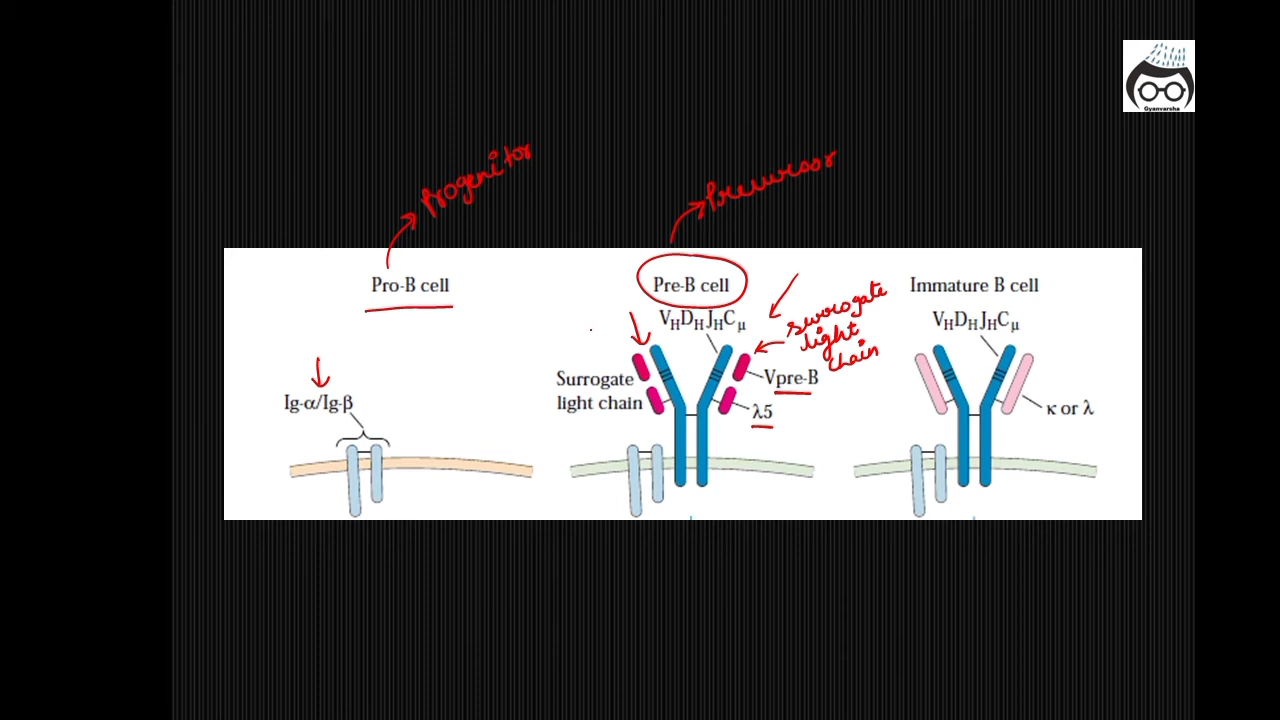 Gyanvarsha
Progenitor
Precursor
Pro-B cell
Pre-B cell
Immature B cell
VHDHJHCμ
surrogate
light
chain
VHDHJHCμ
Surrogate
light chain
Vpre-B
λ5
Ig-α/Ig-β
κ or λ